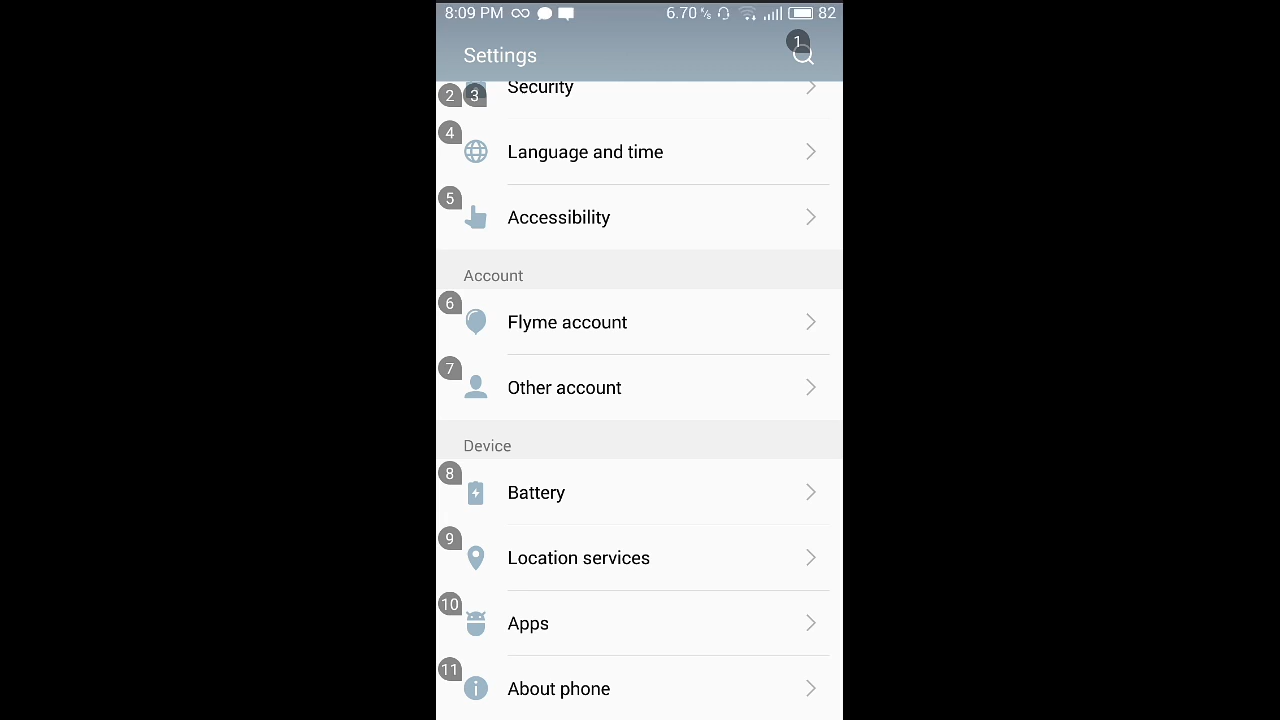 8:09 PM 6.70 K/s 82
1
Settings
2 3 Security
4 Language and time
5 Accessibility
Account
6 Flyme account
7 Other account
Device
8 Battery
9 Location services
10 Apps
11 About phone